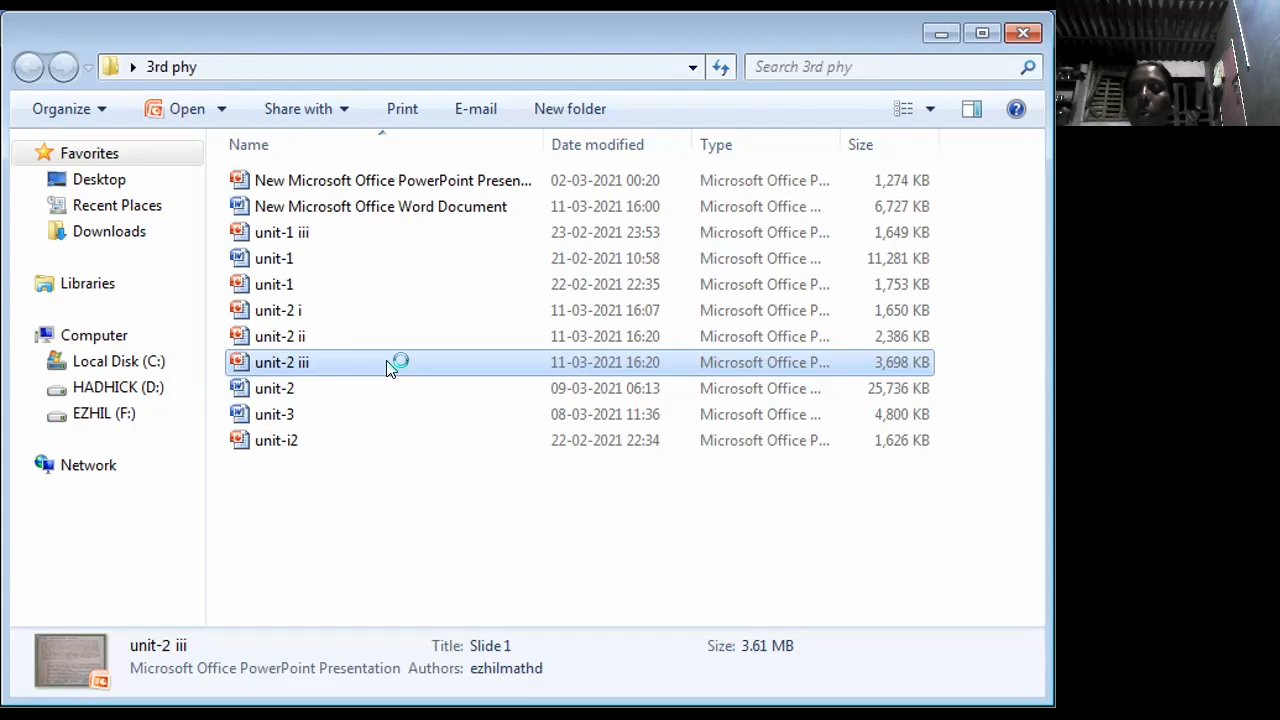 3rd phy
Search 3rd phy
Organize Open Share with Print E-mail New folder
Favorites
Desktop
Recent Places
Downloads
Libraries
Computer
Local Disk (C:)
HADHICK (D:)
EZHIL (F:)
Network
Name Date modified Type Size
New Microsoft Office PowerPoint Presen... 02-03-2021 00:20 Microsoft Office P... 1,274 KB
New Microsoft Office Word Document 11-03-2021 16:00 Microsoft Office ... 6,727 KB
unit-1 iii 23-02-2021 23:53 Microsoft Office P... 1,649 KB
unit-1 21-02-2021 10:58 Microsoft Office ... 11,281 KB
unit-1 22-02-2021 22:35 Microsoft Office P... 1,753 KB
unit-2 i 11-03-2021 16:07 Microsoft Office P... 1,650 KB
unit-2 ii 11-03-2021 16:20 Microsoft Office P... 2,386 KB
unit-2 iii 11-03-2021 16:20 Microsoft Office P... 3,698 KB
unit-2 09-03-2021 06:13 Microsoft Office ... 25,736 KB
unit-3 08-03-2021 11:36 Microsoft Office ... 4,800 KB
unit-i2 22-02-2021 22:34 Microsoft Office P... 1,626 KB
unit-2 iii Title: Slide 1 Size: 3.61 MB
Microsoft Office PowerPoint Presentation Authors: ezhilmathd